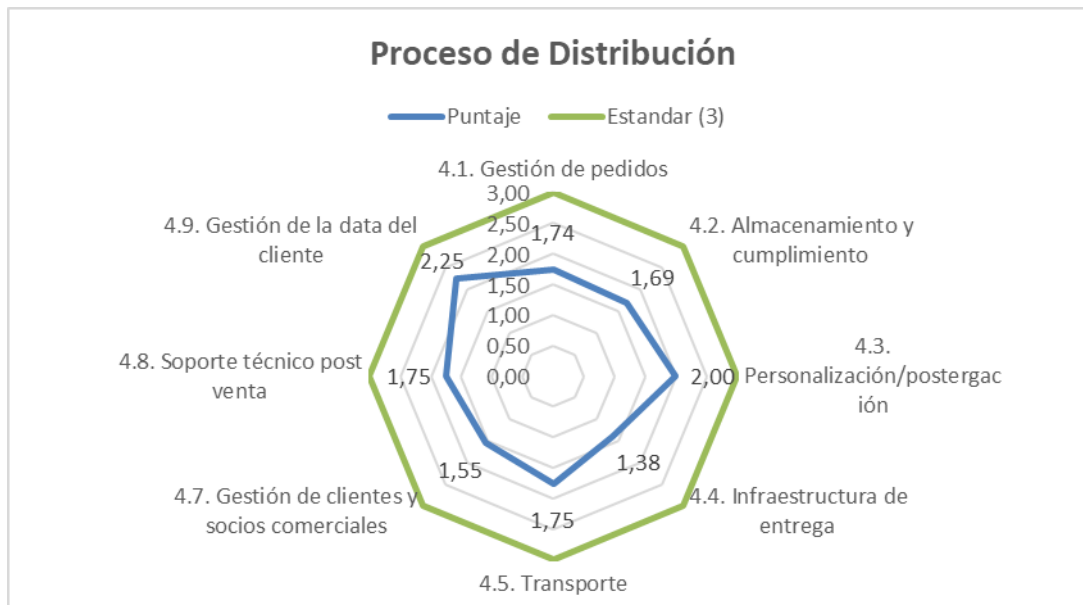 Proceso de Distribución
Puntaje
Estandar (3)
4.1. Gestión de pedidos
3,00
2,50
2,00
1,50
1,00
0,50
0,00
1,74
4.2. Almacenamiento y
cumplimiento
1,69
4.3.
Personalización/postergac
ión
2,00
4.4. Infraestructura de
entrega
1,38
4.5. Transporte
1,75
4.7. Gestión de clientes y
socios comerciales
1,55
4.8. Soporte técnico post
venta
1,75
4.9. Gestión de la data del
cliente
2,25